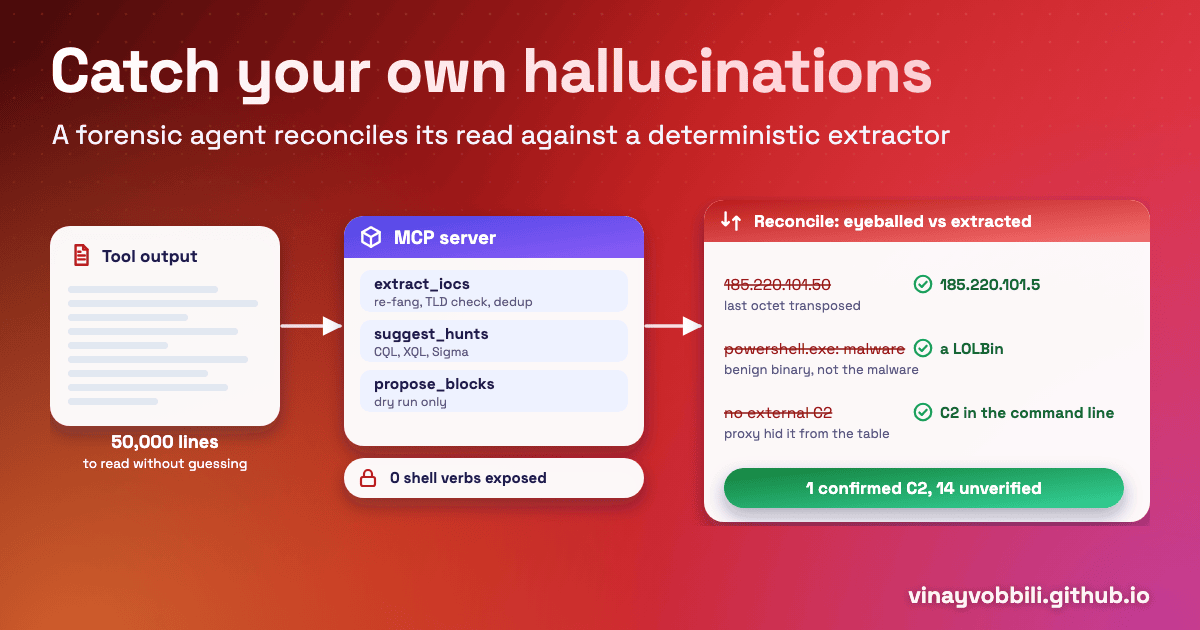 Catch your own hallucinations
A forensic agent reconciles its read against a deterministic extractor
Tool output
50,000 lines
to read without guessing
MCP server
extract_iocs
re-fang, TLD check, dedup
suggest_hunts
CQL, XQL, Sigma
propose_blocks
dry run only
0 shell verbs exposed
Reconcile: eyeballed vs extracted
185.220.101.50 185.220.101.5
last octet transposed
powershell.exe: malware a LOLBin
benign binary, not the malware
no external C2 C2 in the command line
proxy hid it from the table
1 confirmed C2, 14 unverified
vinayvobbili.github.io